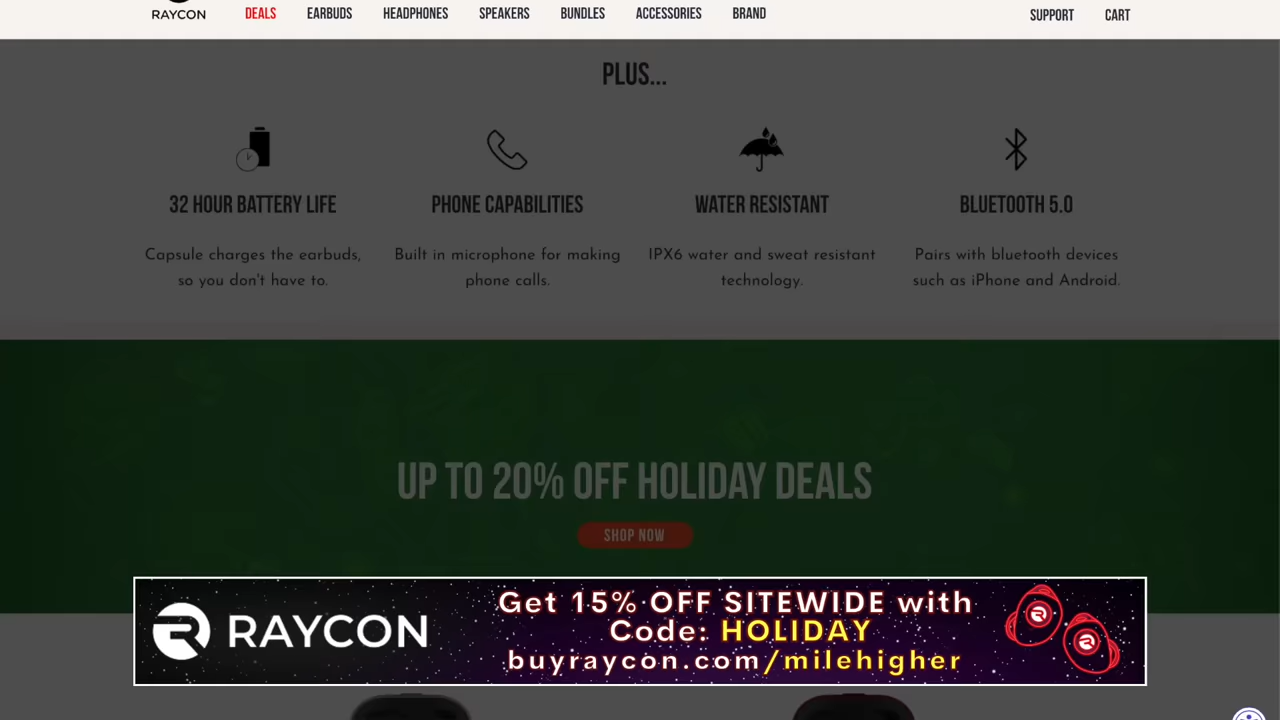 RAYCON
DEALS EARBUDS HEADPHONES SPEAKERS BUNDLES ACCESSORIES BRAND SUPPORT CART
PLUS...
32 HOUR BATTERY LIFE
Capsule charges the earbuds,
so you don't have to.
PHONE CAPABILITIES
Built in microphone for making
phone calls.
WATER RESISTANT
IPX6 water and sweat resistant
technology.
BLUETOOTH 5.0
Pairs with bluetooth devices
such as iPhone and Android.
UP TO 20% OFF HOLIDAY DEALS
SHOP NOW
RAYCON
Get 15% OFF SITEWIDE with
Code: HOLIDAY
buyraycon.com/milehigher